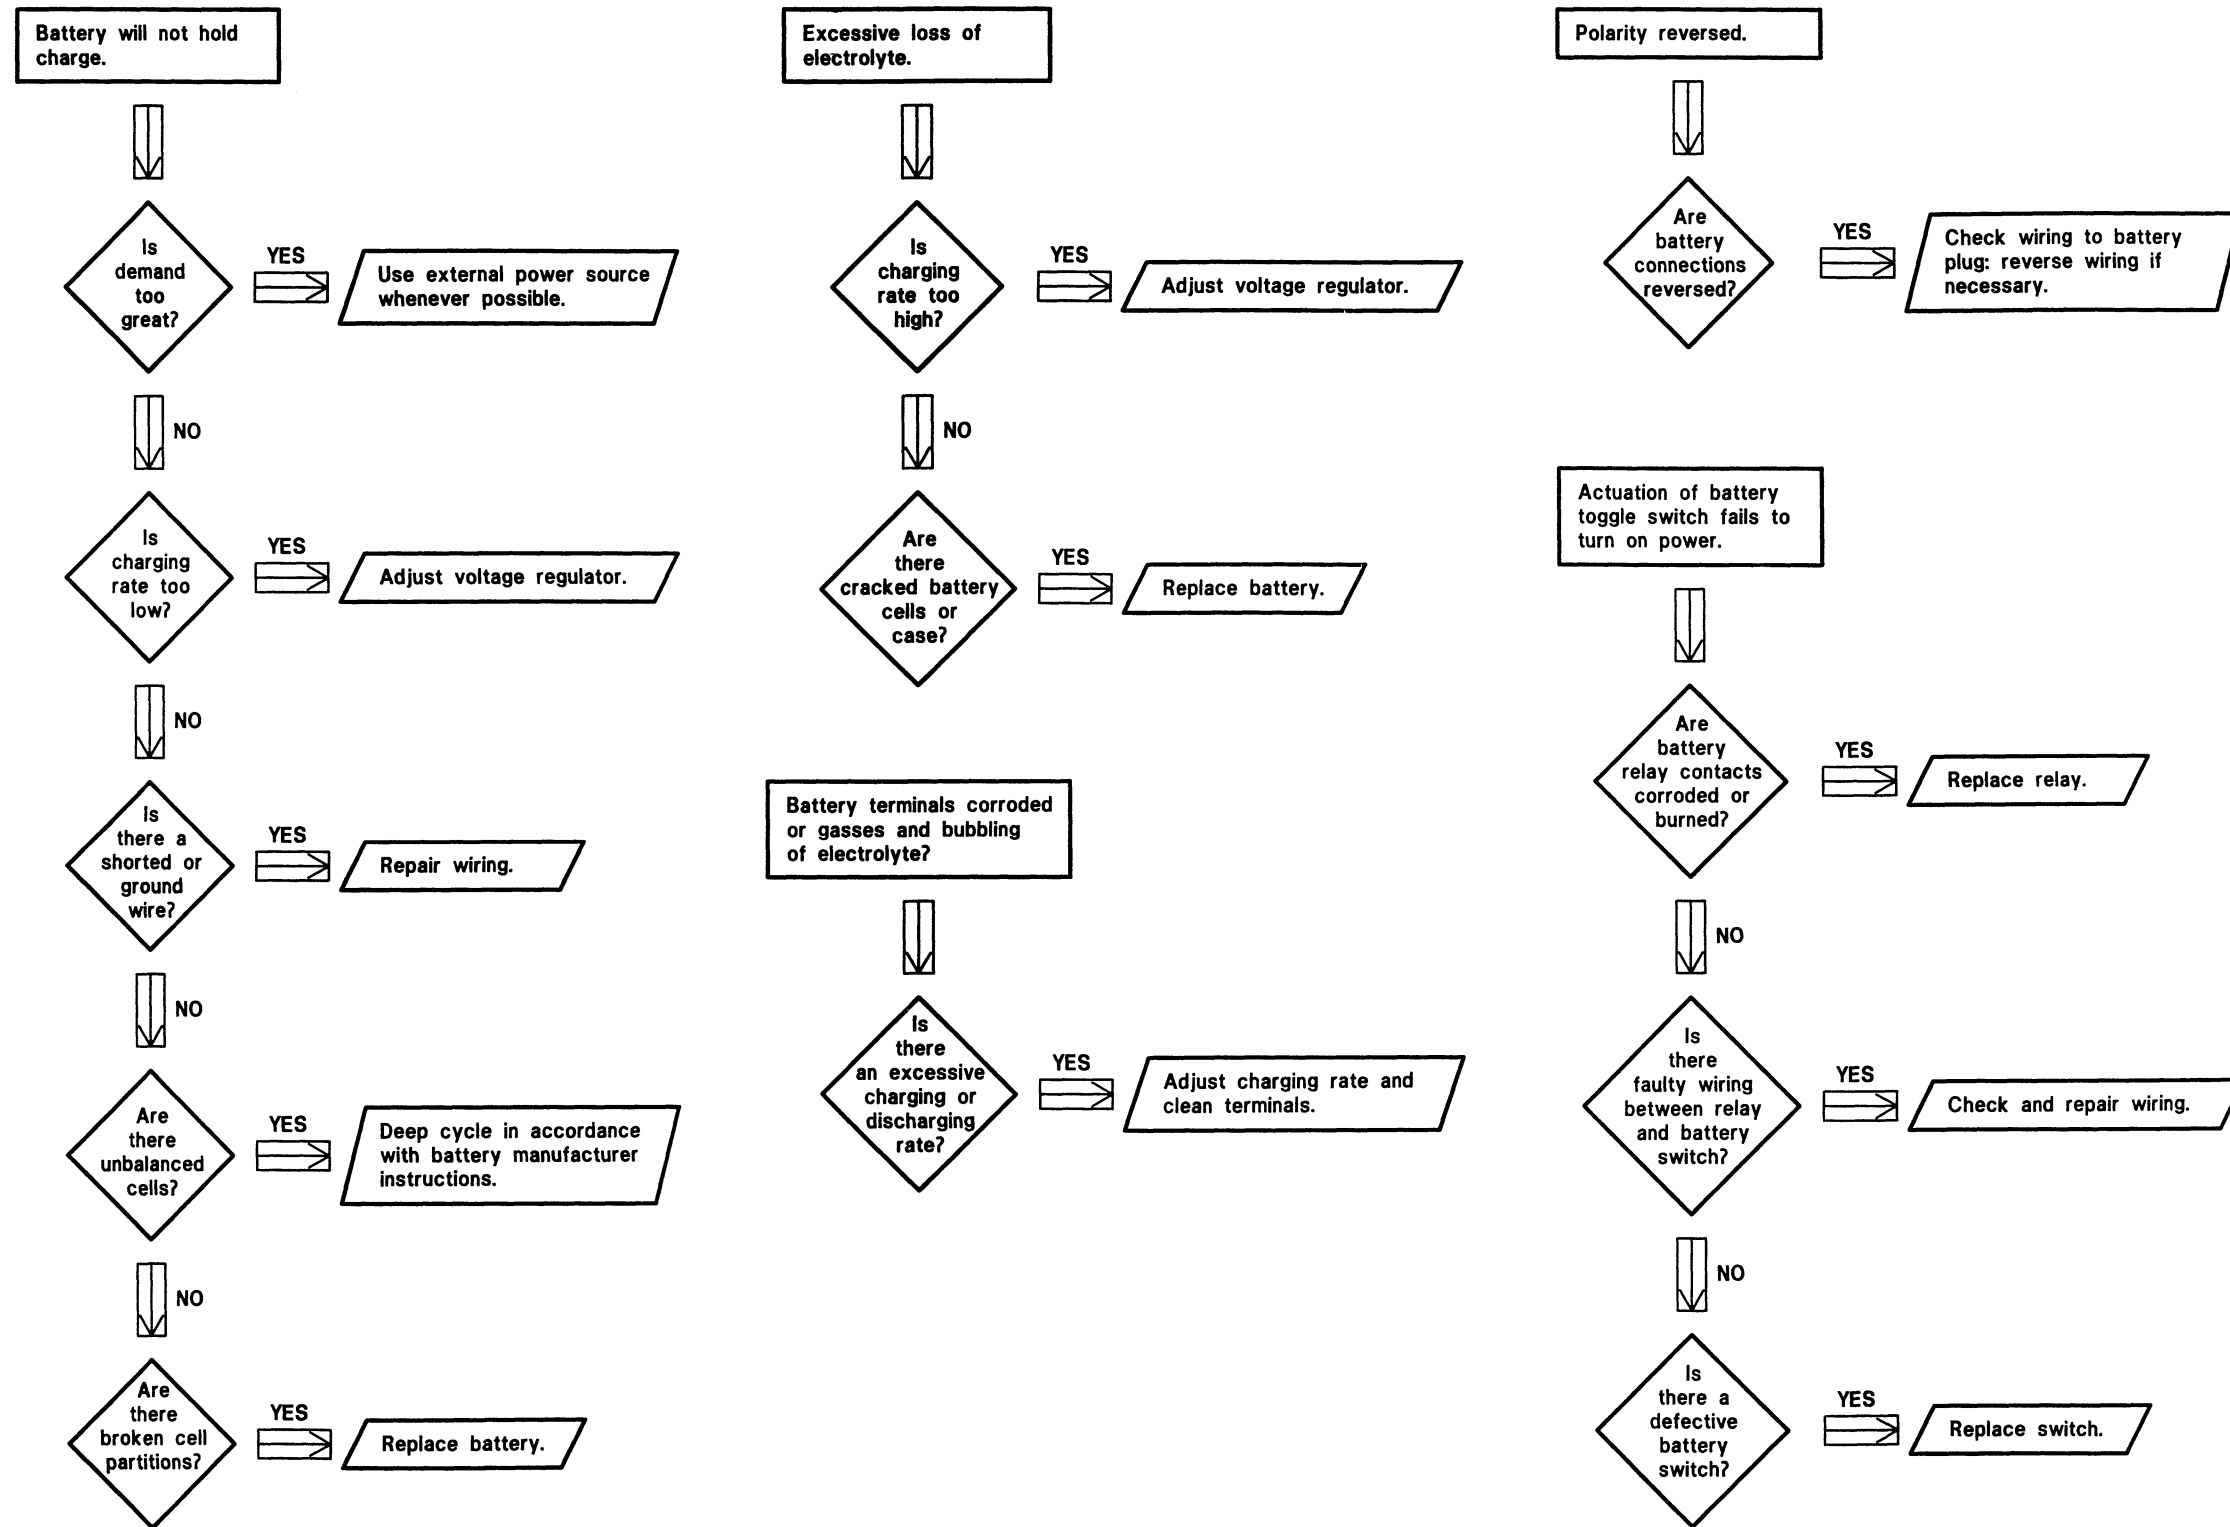 Battery will not hold
charge.
Is
demand
too
great?
YES
Use external power source
whenever possible.
NO
Is
charging
rate too
low?
YES
Adjust voltage regulator.
NO
Is
there a
shorted or
ground
wire?
YES
Repair wiring.
NO
Are
there
unbalanced
cells?
YES
Deep cycle in accordance
with battery manufacturer
instructions.
NO
Are
there
broken cell
partitions?
YES
Replace battery.
Excessive loss of
electrolyte.
Is
charging
rate too
high?
YES
Adjust voltage regulator.
NO
Are
there
cracked battery
cells or
case?
YES
Replace battery.
Battery terminals corroded
or gasses and bubbling
of electrolyte?
Is
there
an excessive
charging or
discharging
rate?
YES
Adjust charging rate and
clean terminals.
Polarity reversed.
Are
battery
connections
reversed?
YES
Check wiring to battery
plug: reverse wiring if
necessary.
Actuation of battery
toggle switch fails to
turn on power.
Are
battery
relay contacts
corroded or
burned?
YES
Replace relay.
NO
Is
there
faulty wiring
between relay
and battery
switch?
YES
Check and repair wiring.
NO
Is
there a
defective
battery
switch?
YES
Replace switch.